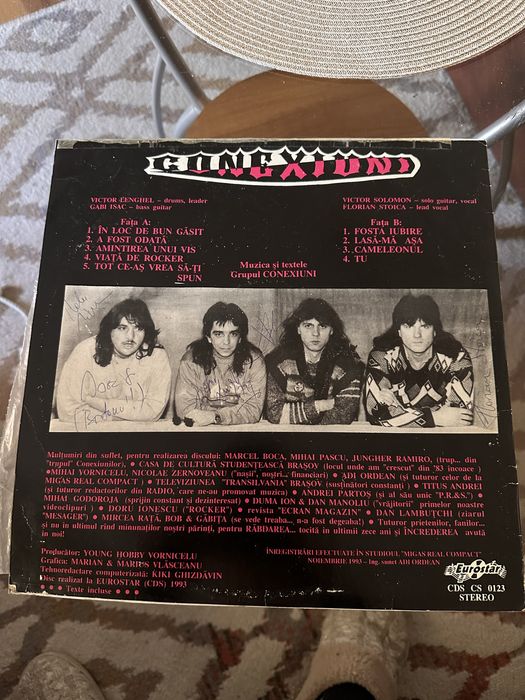 CONEXIUNI
VICTOR LENGHEL – drums, leader
GABI ISAC – bass guitar
VICTOR SOLOMON – solo guitar, vocal
FLORIAN STOICA – lead vocal
Fața A:
1. ÎN LOC DE BUN GĂSIT
2. A FOST ODATĂ
3. AMINTIREA UNUI VIS
4. VIAȚĂ DE ROCKER
5. TOT CE-AȘ VREA SĂ-ȚI
SPUN
Muzica și textele
Grupul CONEXIUNI
Fața B:
1. FOSTA IUBIRE
2. LASĂ-MĂ AȘA
3. CAMELEONUL
4. TU
Mulțumiri din suflet, pentru realizarea discului: MARCEL BOCA, MIHAI PASCU, JUNGHER RAMIRO, (trup... din
"trupul" Conexiunilor), ● CASA DE CULTURĂ STUDENȚEASCĂ BRAȘOV (locul unde am "crescut" din '83 incoace )
● MIHAI VORNICELU, NICOLAE ZERNOVEANU ("nașii", noștri... financiari) ● ADI ORDEAN (și tuturor celor de la
MIGAS REAL COMPACT ) ● TELEVIZIUNEA "TRANSILVANIA" BRAȘOV (susținători constanți ) ● TITUS ANDREI
(și tuturor redactorilor din RADIO, care ne-au promovat muzica) ● ANDREI PARTOȘ (și al său unic "P.R.&S.") ●
MIHAI GODOROJA (prijin constant și dezinteresat) ● DUMA ION & DAN MANOLIU ("vrăjitorii" primelor noastre
videoclipuri ) ● DORU IONESCU ("ROCKER") ● revista "ECRAN MAGAZIN" ● DAN LAMBUȚCHI (ziarul
"MESAGER") ● MIRCEA RAȚĂ, BOB & GĂBIȚA (se vede treaba... n-a fost degeaba!) ● Tuturor prietenilor, fanilor...
și nu in ultimul rind minunaților noștri părinți, pentru RĂBDAREA... tocită in ultimii zece ani și INCREDEREA avută
in noi!
Producător: YOUNG HOBBY VORNICELU
Grafica: MARIAN & MARIUS VLĂSCEANU
Tehnoredactare computerizată: KIKI GHIZDĂVIN
Disc realizat la EUROSTAR (CDS) 1993
● ● ● Texte incluse ● ● ●
ÎNREGISTRĂRI EFECTUATE ÎN STUDIOUL "MIGAS REAL COMPACT"
NOIEMBRIE 1993 – Ing. sunet ADI ORDEAN
Eurostar
CDS CS 0123
STEREO